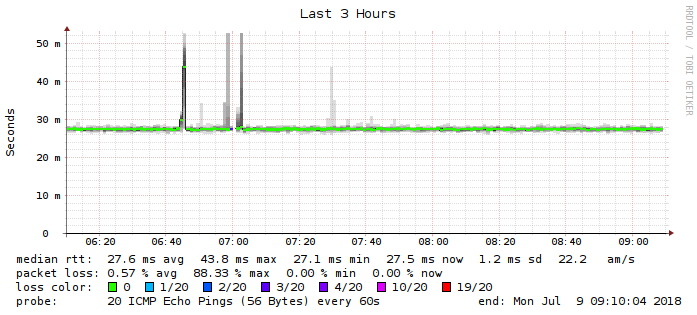 Last 3 Hours
RRDTOOL / TOBI OETIKER
Seconds
50 m
40 m
30 m
20 m
10 m
0
06:20 06:40 07:00 07:20 07:40 08:00 08:20 08:40 09:00
median rtt: 27.6 ms avg 43.8 ms max 27.1 ms min 27.5 ms now 1.2 ms sd 22.2 am/s
packet loss: 0.57 % avg 88.33 % max 0.00 % min 0.00 % now
loss color: 0 1/20 2/20 3/20 4/20 10/20 19/20
probe: 20 ICMP Echo Pings (56 Bytes) every 60s end: Mon Jul 9 09:10:04 2018